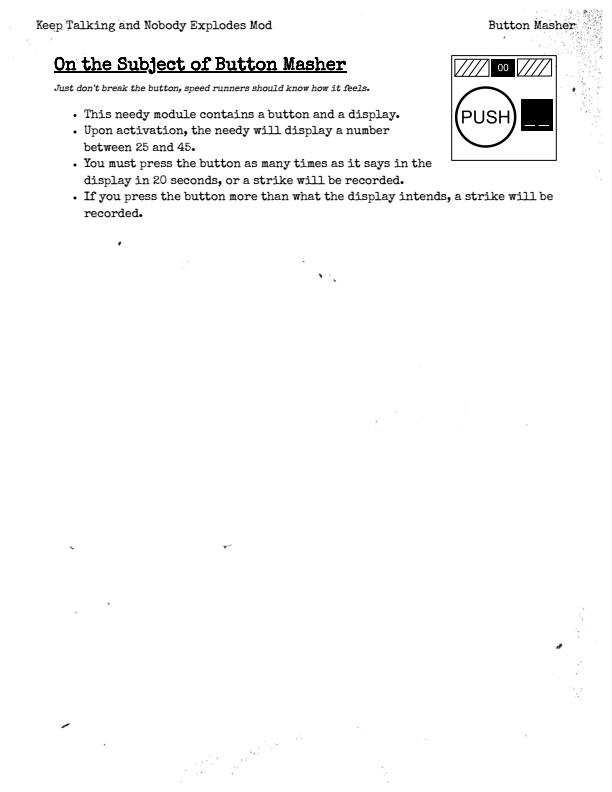 Keep Talking and Nobody Explodes Mod
Button Masher
On the Subject of Button Masher
Just don't break the button, speed runners should know how it feels.
00
PUSH
• This needy module contains a button and a display.
• Upon activation, the needy will display a number
between 25 and 45.
• You must press the button as many times as it says in the
display in 20 seconds, or a strike will be recorded.
• If you press the button more than what the display intends, a strike will be
recorded.